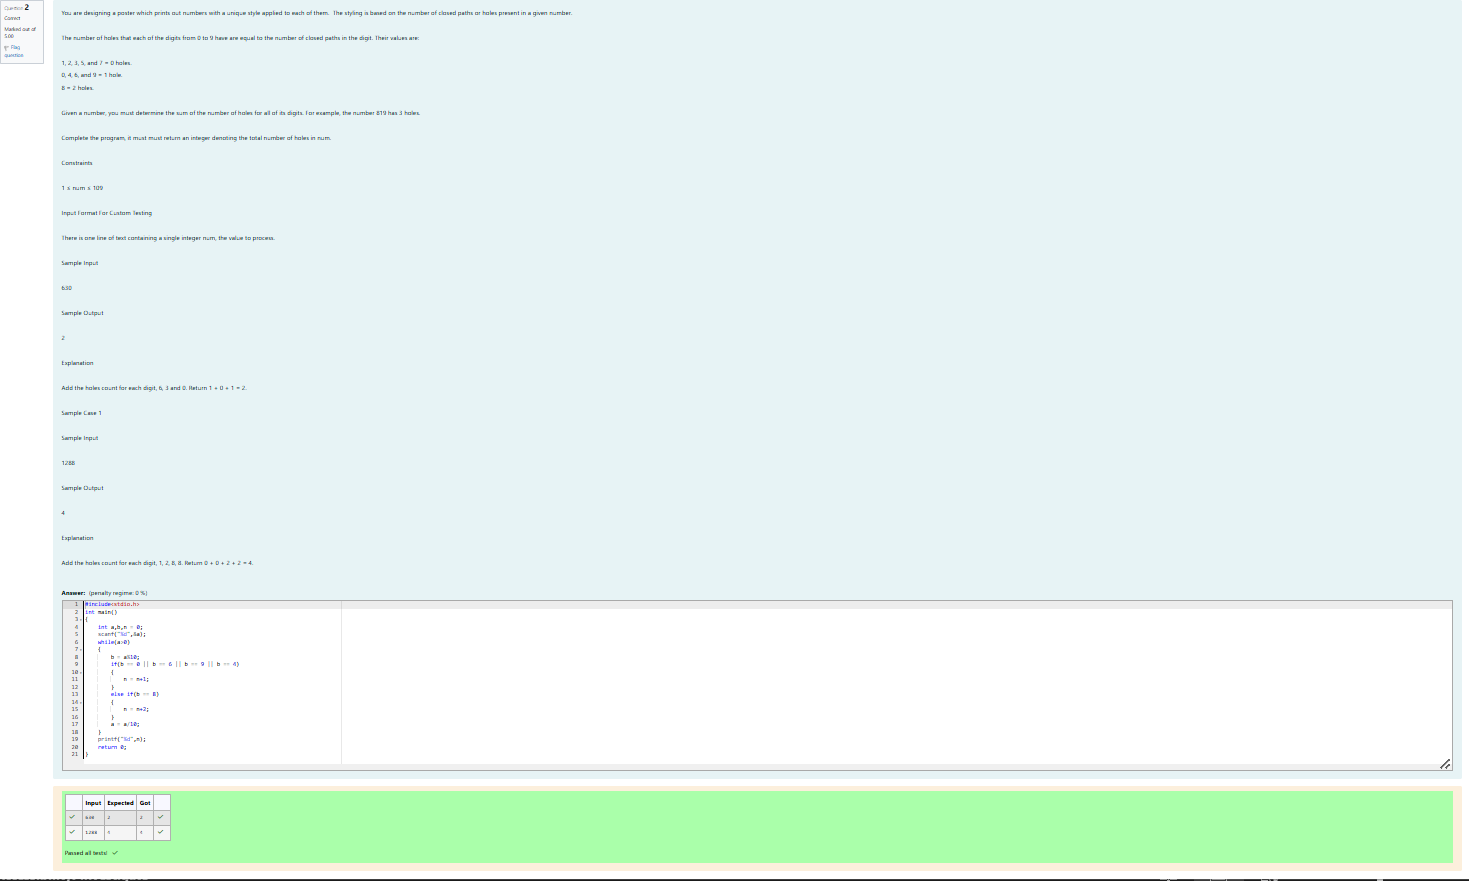 Question 2
Correct
Marked out of
5.00
Flag
question
You are designing a poster which prints out numbers with a unique style applied to each of them. The styling is based on the number of closed paths or holes present in a given number.
The number of holes that each of the digits from 0 to 9 have are equal to the number of closed paths in the digit. Their values are:
1, 2, 3, 5, and 7 = 0 holes.
0, 4, 6, and 9 = 1 hole.
8 = 2 holes.
Given a number, you must determine the sum of the number of holes for all of its digits. For example, the number 819 has 3 holes.
Complete the program, it must must return an integer denoting the total number of holes in num.
Constraints
1 ≤ num ≤ 109
Input Format For Custom Testing
There is one line of text containing a single integer num, the value to process.
Sample Input
630
Sample Output
2
Explanation
Add the holes count for each digit, 6, 3 and 0. Return 1 + 0 + 1 = 2.
Sample Case 1
Sample Input
1288
Sample Output
4
Explanation
Add the holes count for each digit, 1, 2, 8, 8. Return 0 + 0 + 2 + 2 = 4.
Answer: (penalty regime: 0 %)
1 #include<stdio.h>
2 int main()
3 {
4 int a,b,n = 0;
5 scanf("%d",&a);
6 while(a>0)
7 {
8 b = a%10;
9 if(b == 0 || b == 6 || b == 9 || b == 4)
10 {
11 n = n+1;
12 }
13 else if(b == 8)
14 {
15 n = n+2;
16 }
17 a = a/10;
18 }
19 printf("%d",n);
20 return 0;
21 }
Input Expected Got
630 2 2
1288 4 4
Passed all tests!